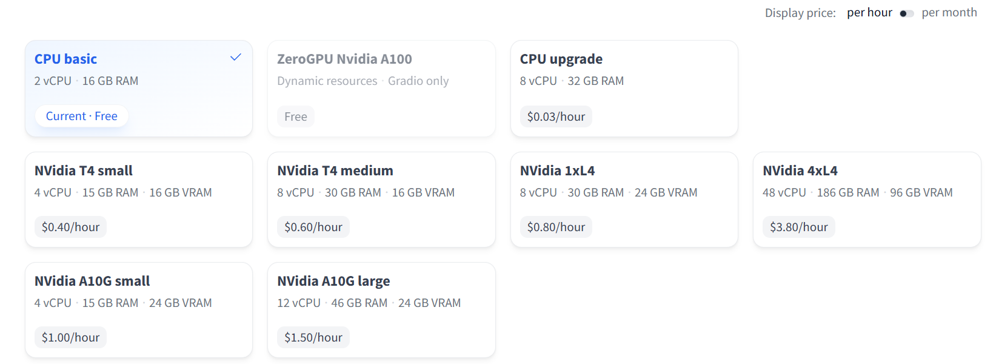 Display price: per hour per month
CPU basic
2 vCPU · 16 GB RAM
Current · Free
ZeroGPU Nvidia A100
Dynamic resources · Gradio only
Free
CPU upgrade
8 vCPU · 32 GB RAM
$0.03/hour
NVidia T4 small
4 vCPU · 15 GB RAM · 16 GB VRAM
$0.40/hour
NVidia T4 medium
8 vCPU · 30 GB RAM · 16 GB VRAM
$0.60/hour
NVidia 1xL4
8 vCPU · 30 GB RAM · 24 GB VRAM
$0.80/hour
NVidia 4xL4
48 vCPU · 186 GB RAM · 96 GB VRAM
$3.80/hour
NVidia A10G small
4 vCPU · 15 GB RAM · 24 GB VRAM
$1.00/hour
NVidia A10G large
12 vCPU · 46 GB RAM · 24 GB VRAM
$1.50/hour